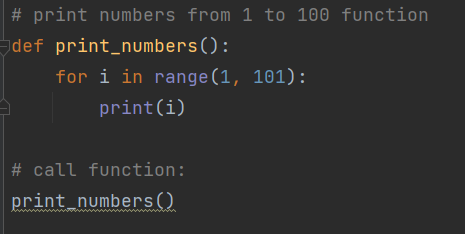 # print numbers from 1 to 100 function
def print_numbers():
    for i in range(1, 101):
        print(i)

# call function:
print_numbers()